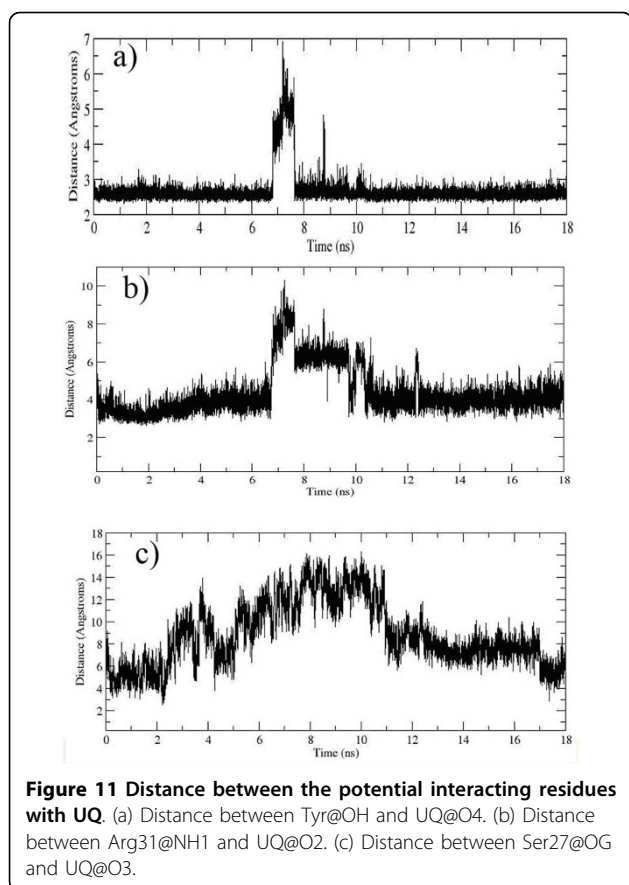 a)
Distance (Angstroms)
7
6
5
4
3
2
0 2 4 6 8 10 12 14 16 18
Time (ns)
b)
Distance (Angstroms)
10
8
6
4
2
0 2 4 6 8 10 12 14 16 18
Time (ns)
c)
Distance (Angstroms)
18
16
14
12
10
8
6
4
2
0 2 4 6 8 10 12 14 16 18
Time (ns)
Figure 11 Distance between the potential interacting residues
with UQ. (a) Distance between Tyr@OH and UQ@O4. (b) Distance
between Arg31@NH1 and UQ@O2. (c) Distance between Ser27@OG
and UQ@O3.